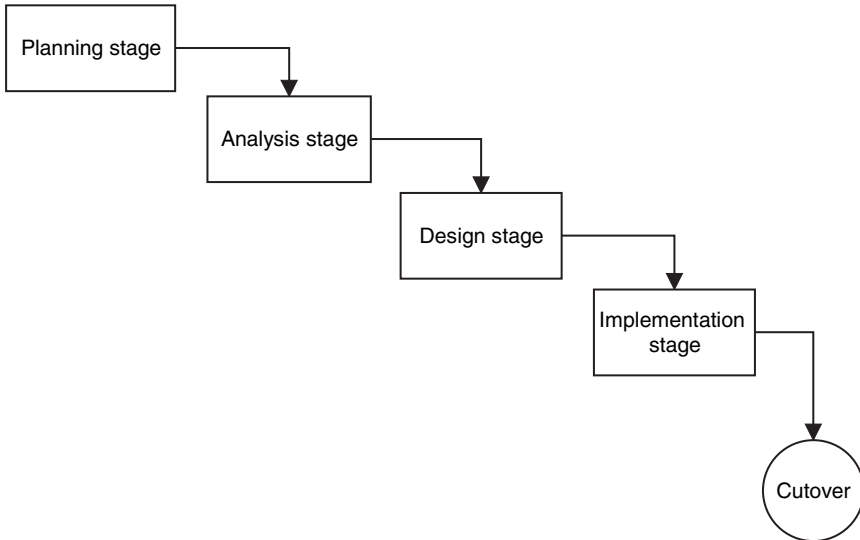 Planning stage
Analysis stage
Design stage
Implementation
stage
Cutover